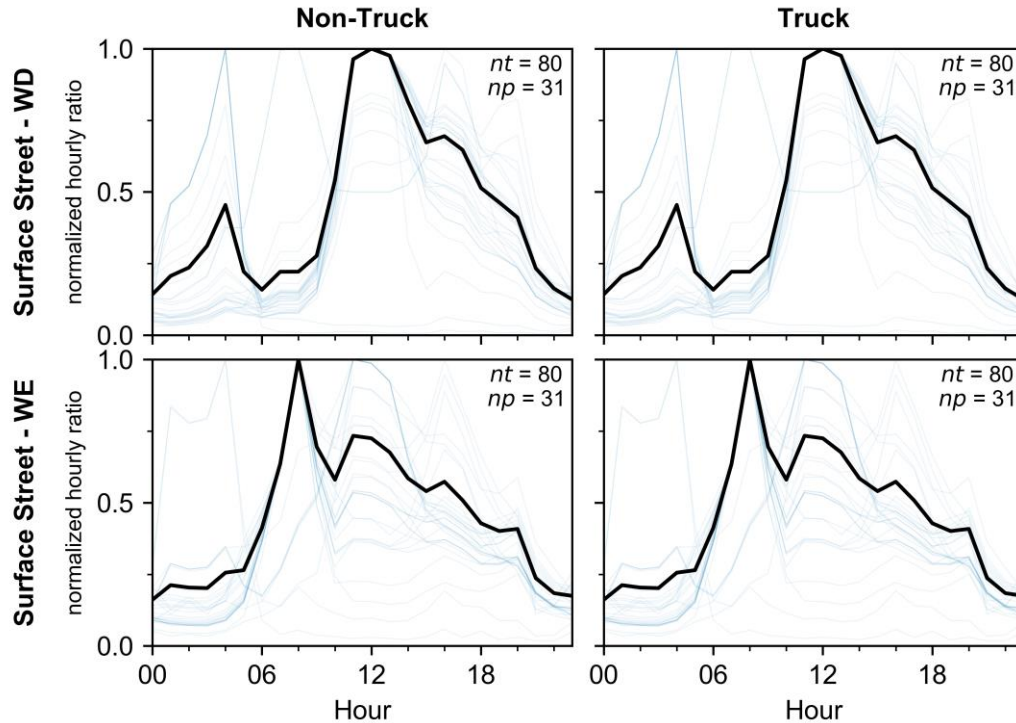 Non-Truck
Truck
Surface Street - WD
normalized hourly ratio
1.0
0.5
0.0
nt = 80
np = 31
nt = 80
np = 31
Surface Street - WE
normalized hourly ratio
1.0
0.5
0.0
nt = 80
np = 31
nt = 80
np = 31
00 06 12 18
00 06 12 18
Hour
Hour